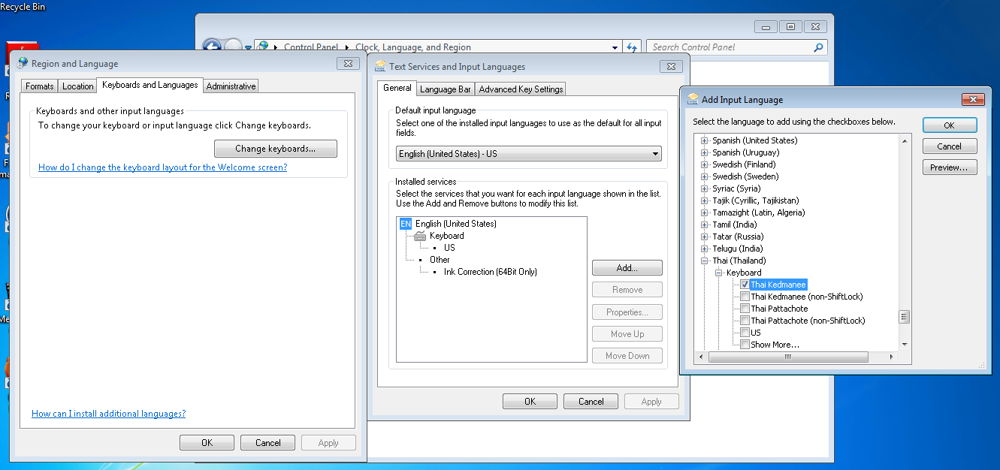 Recycle Bin
Control Panel
Clock, Language, and Region
Search Control Panel
Region and Language
Formats
Location
Keyboards and Languages
Administrative
Keyboards and other input languages
To change your keyboard or input language click Change keyboards.
Change keyboards...
How do I change the keyboard layout for the Welcome screen?
How can I install additional languages?
OK
Cancel
Apply
Text Services and Input Languages
General
Language Bar
Advanced Key Settings
Default input language
Select one of the installed input languages to use as the default for all input
fields.
English (United States) - US
Installed services
Select the services that you want for each input language shown in the list.
Use the Add and Remove buttons to modify this list.
EN English (United States)
Keyboard
US
Other
Ink Correction (64Bit Only)
Add...
Remove
Properties...
Move Up
Move Down
OK
Cancel
Apply
Add Input Language
Select the language to add using the checkboxes below.
Spanish (United States)
Spanish (Uruguay)
Swedish (Finland)
Swedish (Sweden)
Syriac (Syria)
Tajik (Cyrillic, Tajikistan)
Tamazight (Latin, Algeria)
Tamil (India)
Tatar (Russia)
Telugu (India)
Thai (Thailand)
Keyboard
Thai Kedmanee
Thai Kedmanee (non-ShiftLock)
Thai Pattachote
Thai Pattachote (non-ShiftLock)
US
Show More...
OK
Cancel
Preview...